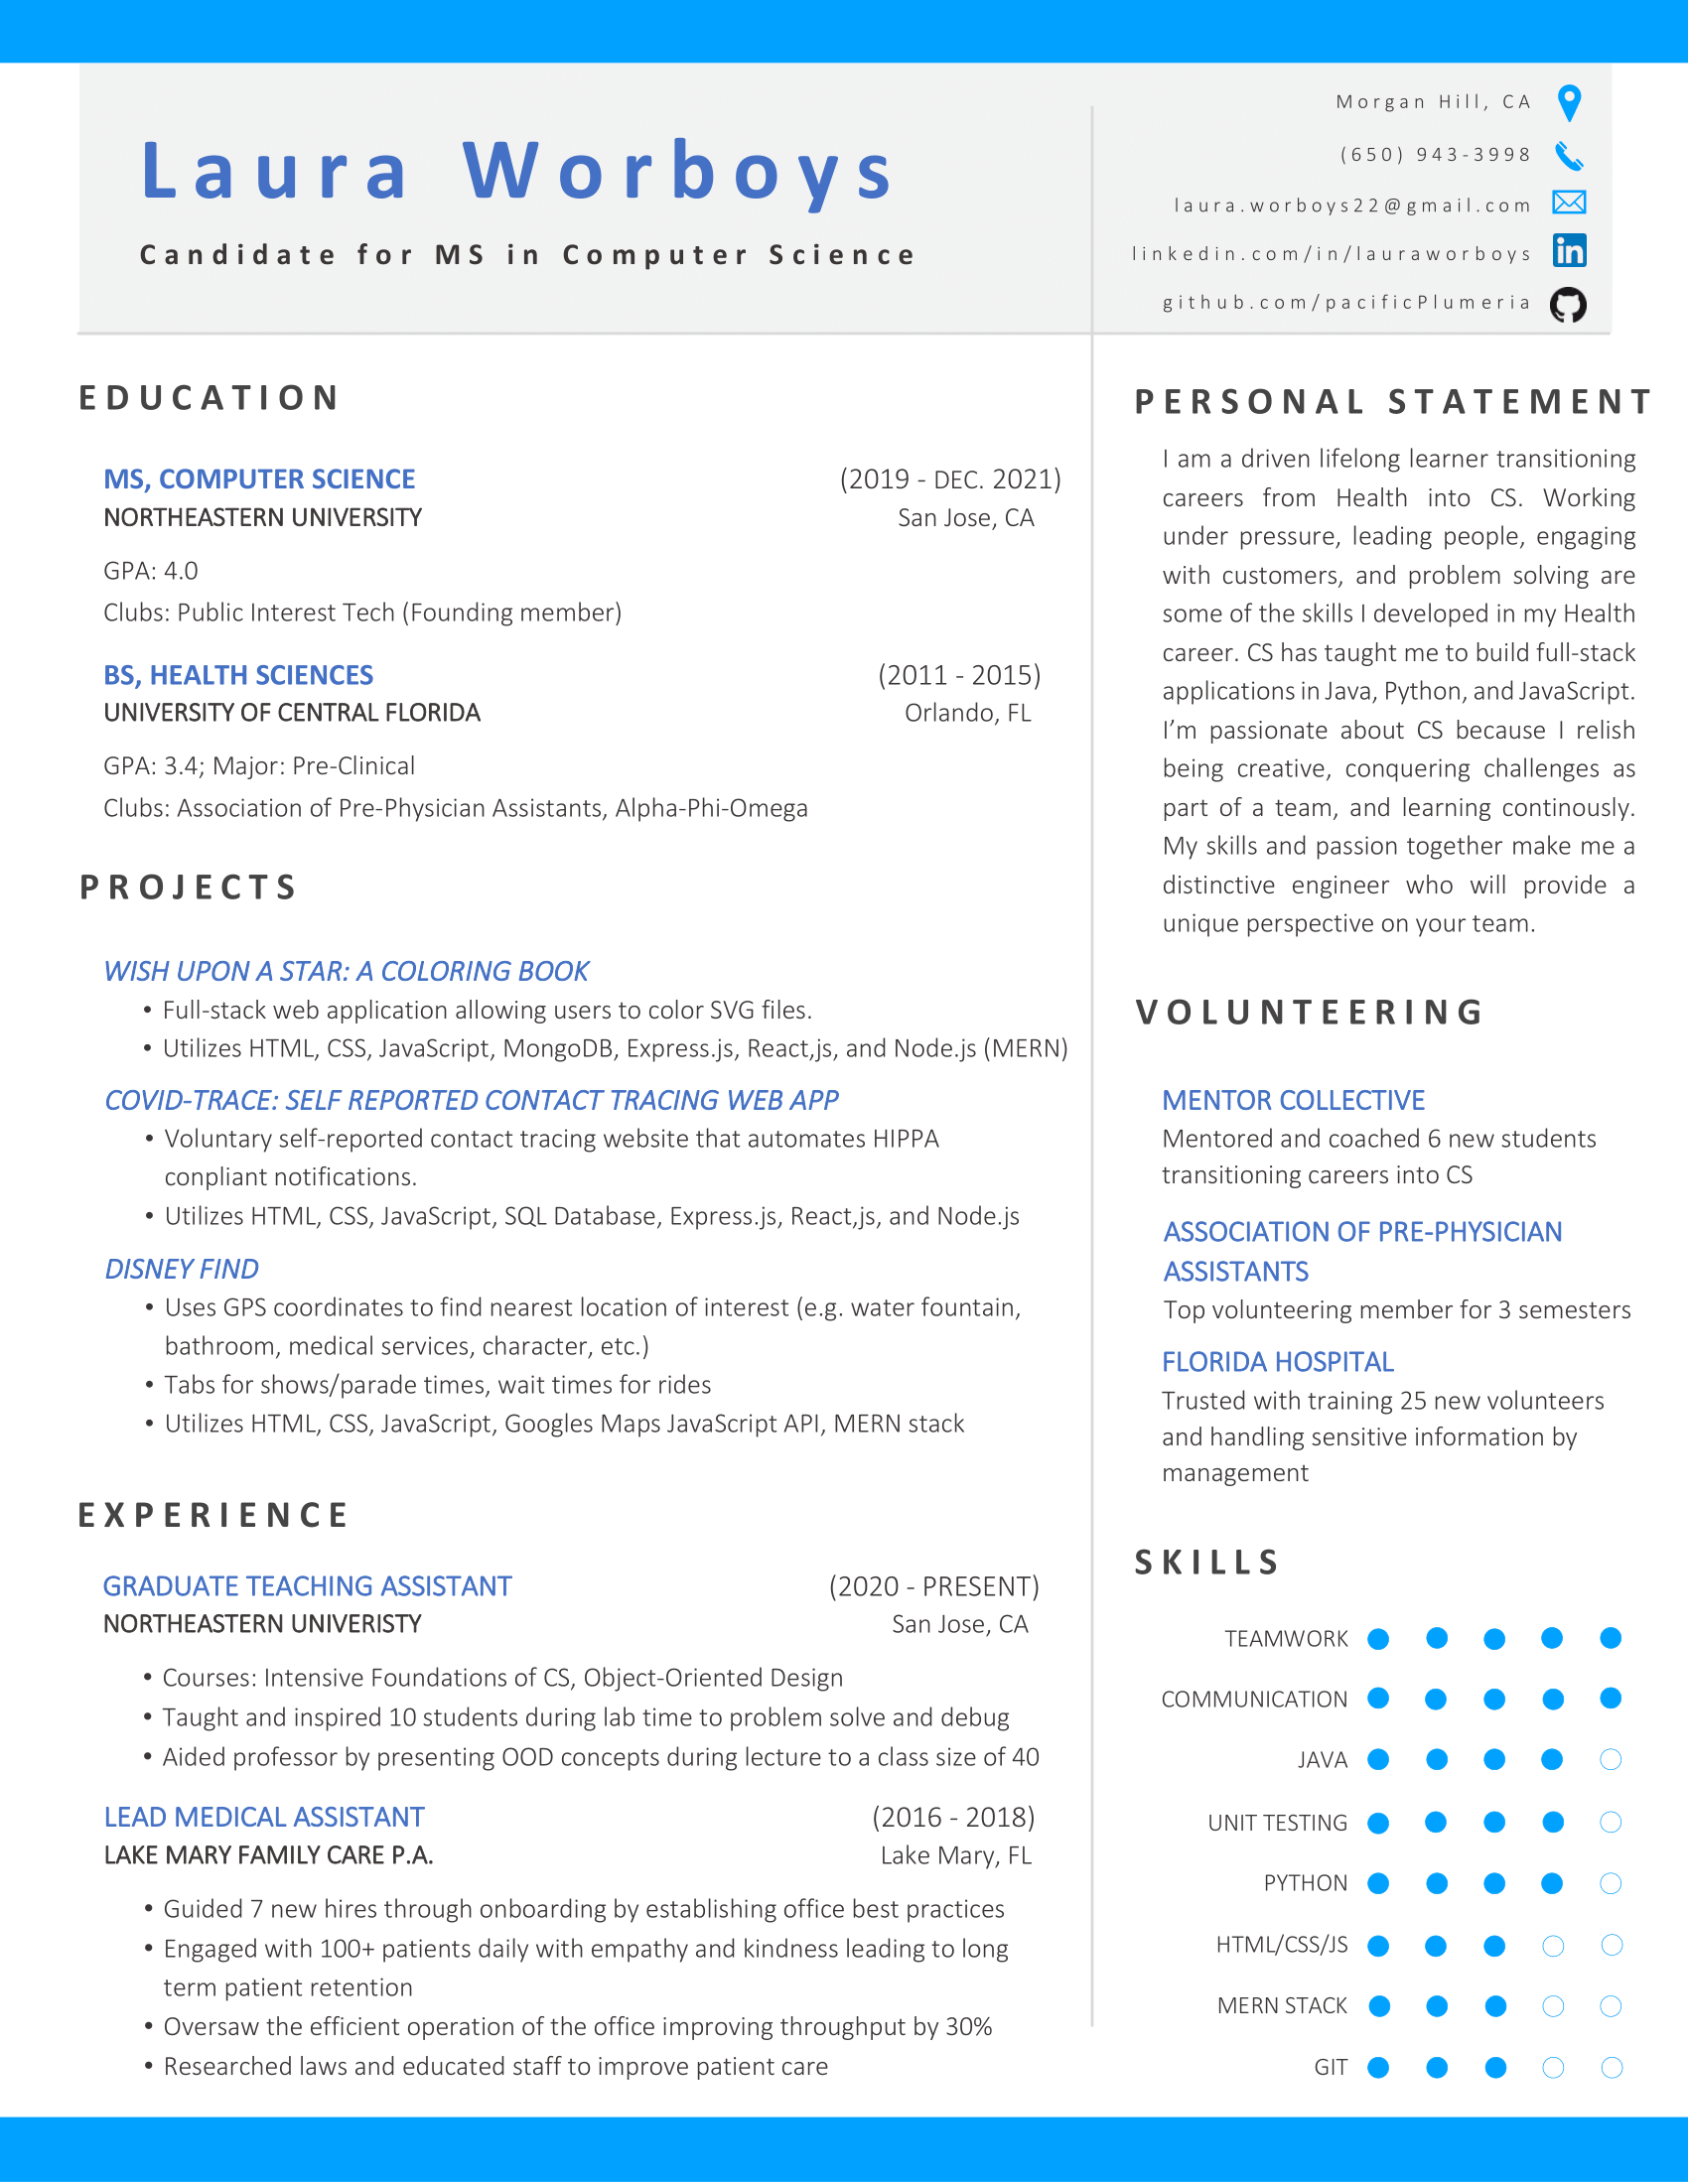 Laura Worboys
Candidate for MS in Computer Science
Morgan Hill, CA
(650) 943-3998
laura.worboys22@gmail.com
linkedin.com/in/lauraworboys
github.com/pacificPlumeria
EDUCATION
MS, COMPUTER SCIENCE (2019 - DEC. 2021)
NORTHEASTERN UNIVERSITY San Jose, CA
GPA: 4.0
Clubs: Public Interest Tech (Founding member)
BS, HEALTH SCIENCES (2011 - 2015)
UNIVERSITY OF CENTRAL FLORIDA Orlando, FL
GPA: 3.4; Major: Pre-Clinical
Clubs: Association of Pre-Physician Assistants, Alpha-Phi-Omega
PROJECTS
WISH UPON A STAR: A COLORING BOOK
• Full-stack web application allowing users to color SVG files.
• Utilizes HTML, CSS, JavaScript, MongoDB, Express.js, React,js, and Node.js (MERN)
COVID-TRACE: SELF REPORTED CONTACT TRACING WEB APP
• Voluntary self-reported contact tracing website that automates HIPPA
conpliant notifications.
• Utilizes HTML, CSS, JavaScript, SQL Database, Express.js, React,js, and Node.js
DISNEY FIND
• Uses GPS coordinates to find nearest location of interest (e.g. water fountain,
bathroom, medical services, character, etc.)
• Tabs for shows/parade times, wait times for rides
• Utilizes HTML, CSS, JavaScript, Googles Maps JavaScript API, MERN stack
EXPERIENCE
GRADUATE TEACHING ASSISTANT (2020 - PRESENT)
NORTHEASTERN UNIVERISTY San Jose, CA
• Courses: Intensive Foundations of CS, Object-Oriented Design
• Taught and inspired 10 students during lab time to problem solve and debug
• Aided professor by presenting OOD concepts during lecture to a class size of 40
LEAD MEDICAL ASSISTANT (2016 - 2018)
LAKE MARY FAMILY CARE P.A. Lake Mary, FL
• Guided 7 new hires through onboarding by establishing office best practices
• Engaged with 100+ patients daily with empathy and kindness leading to long
term patient retention
• Oversaw the efficient operation of the office improving throughput by 30%
• Researched laws and educated staff to improve patient care
PERSONAL STATEMENT
I am a driven lifelong learner transitioning
careers from Health into CS. Working
under pressure, leading people, engaging
with customers, and problem solving are
some of the skills I developed in my Health
career. CS has taught me to build full-stack
applications in Java, Python, and JavaScript.
I'm passionate about CS because I relish
being creative, conquering challenges as
part of a team, and learning continously.
My skills and passion together make me a
distinctive engineer who will provide a
unique perspective on your team.
VOLUNTEERING
MENTOR COLLECTIVE
Mentored and coached 6 new students
transitioning careers into CS
ASSOCIATION OF PRE-PHYSICIAN
ASSISTANTS
Top volunteering member for 3 semesters
FLORIDA HOSPITAL
Trusted with training 25 new volunteers
and handling sensitive information by
management
SKILLS
TEAMWORK
COMMUNICATION
JAVA
UNIT TESTING
PYTHON
HTML/CSS/JS
MERN STACK
GIT